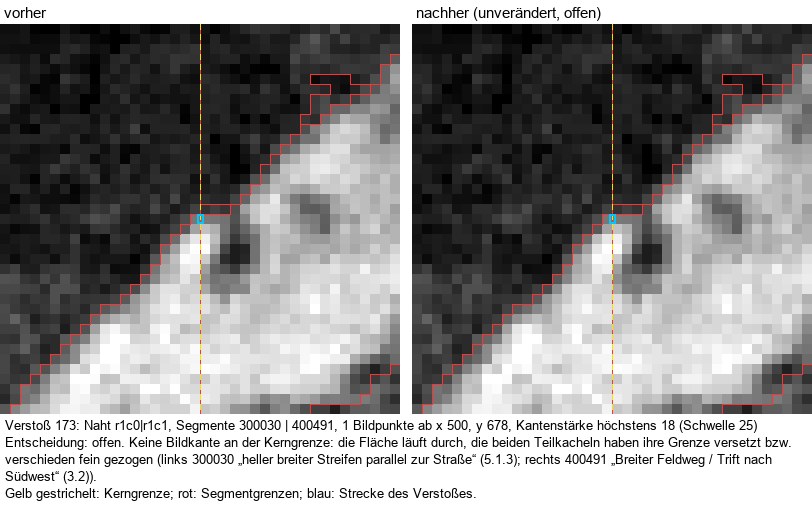 vorher
nachher (unverändert, offen)
Verstoß 173: Naht r1c0|r1c1, Segmente 300030 | 400491, 1 Bildpunkte ab x 500, y 678, Kantenstärke höchstens 18 (Schwelle 25)
Entscheidung: offen. Keine Bildkante an der Kerngrenze: die Fläche läuft durch, die beiden Teilkacheln haben ihre Grenze versetzt bzw.
verschieden fein gezogen (links 300030 „heller breiter Streifen parallel zur Straße“ (5.1.3); rechts 400491 „Breiter Feldweg / Trift nach
Südwest“ (3.2)).
Gelb gestrichelt: Kerngrenze; rot: Segmentgrenzen; blau: Strecke des Verstoßes.